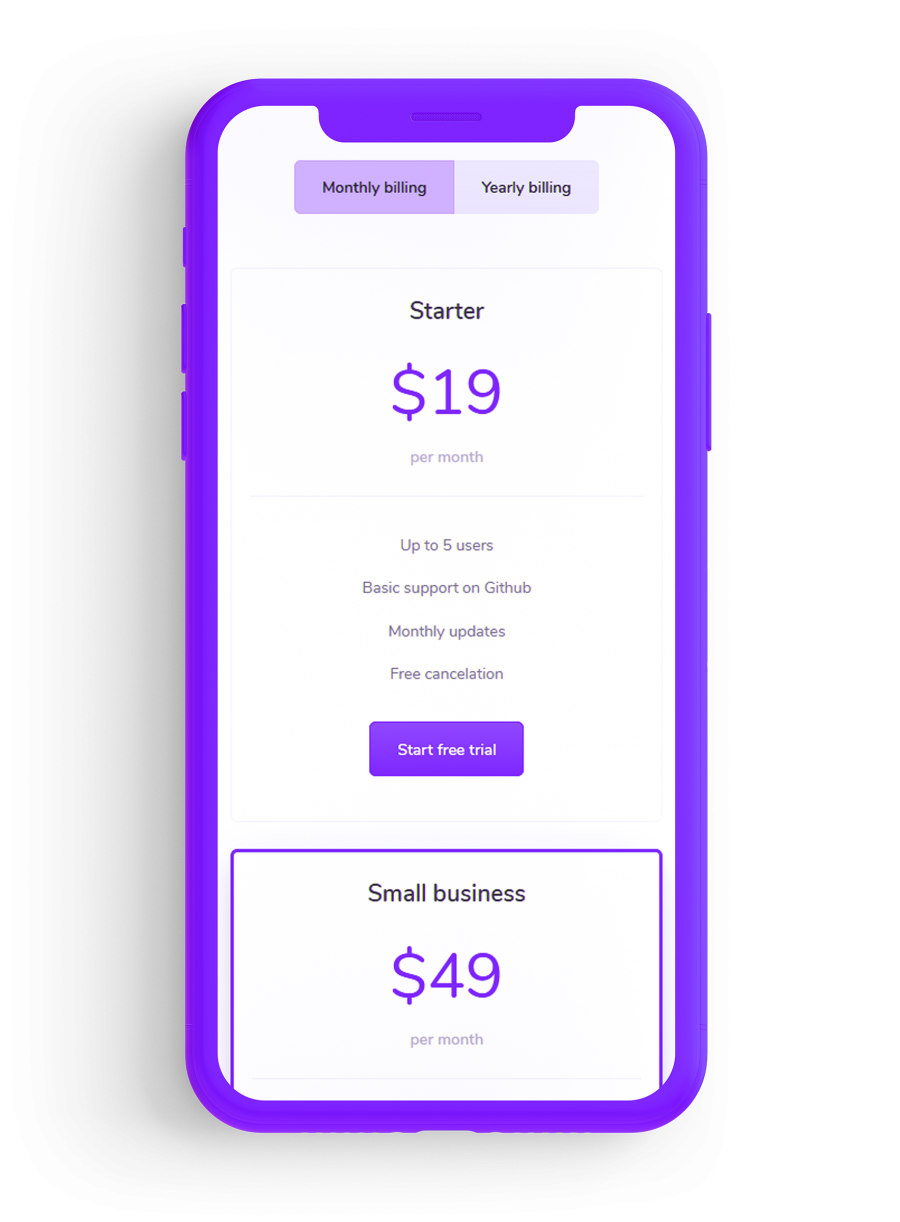 Monthly billing Yearly billing
Starter
$19
per month
Up to 5 users
Basic support on Github
Monthly updates
Free cancelation
Start free trial
Small business
$49
per month